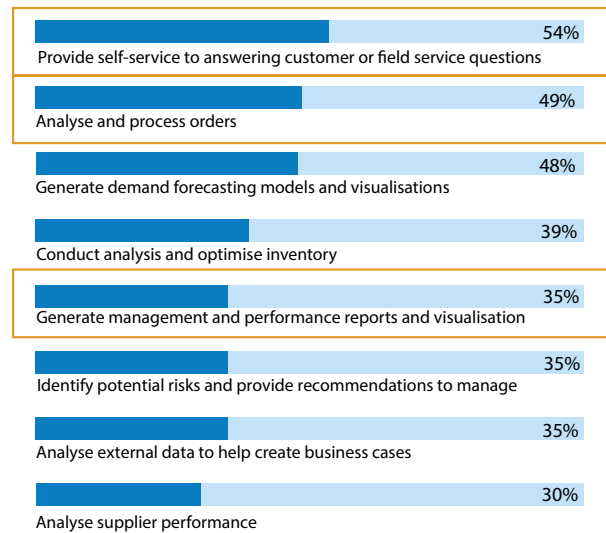 54%
Provide self-service to answering customer or field service questions
49%
Analyse and process orders
48%
Generate demand forecasting models and visualisations
39%
Conduct analysis and optimise inventory
35%
Generate management and performance reports and visualisation
35%
Identify potential risks and provide recommendations to manage
35%
Analyse external data to help create business cases
30%
Analyse supplier performance